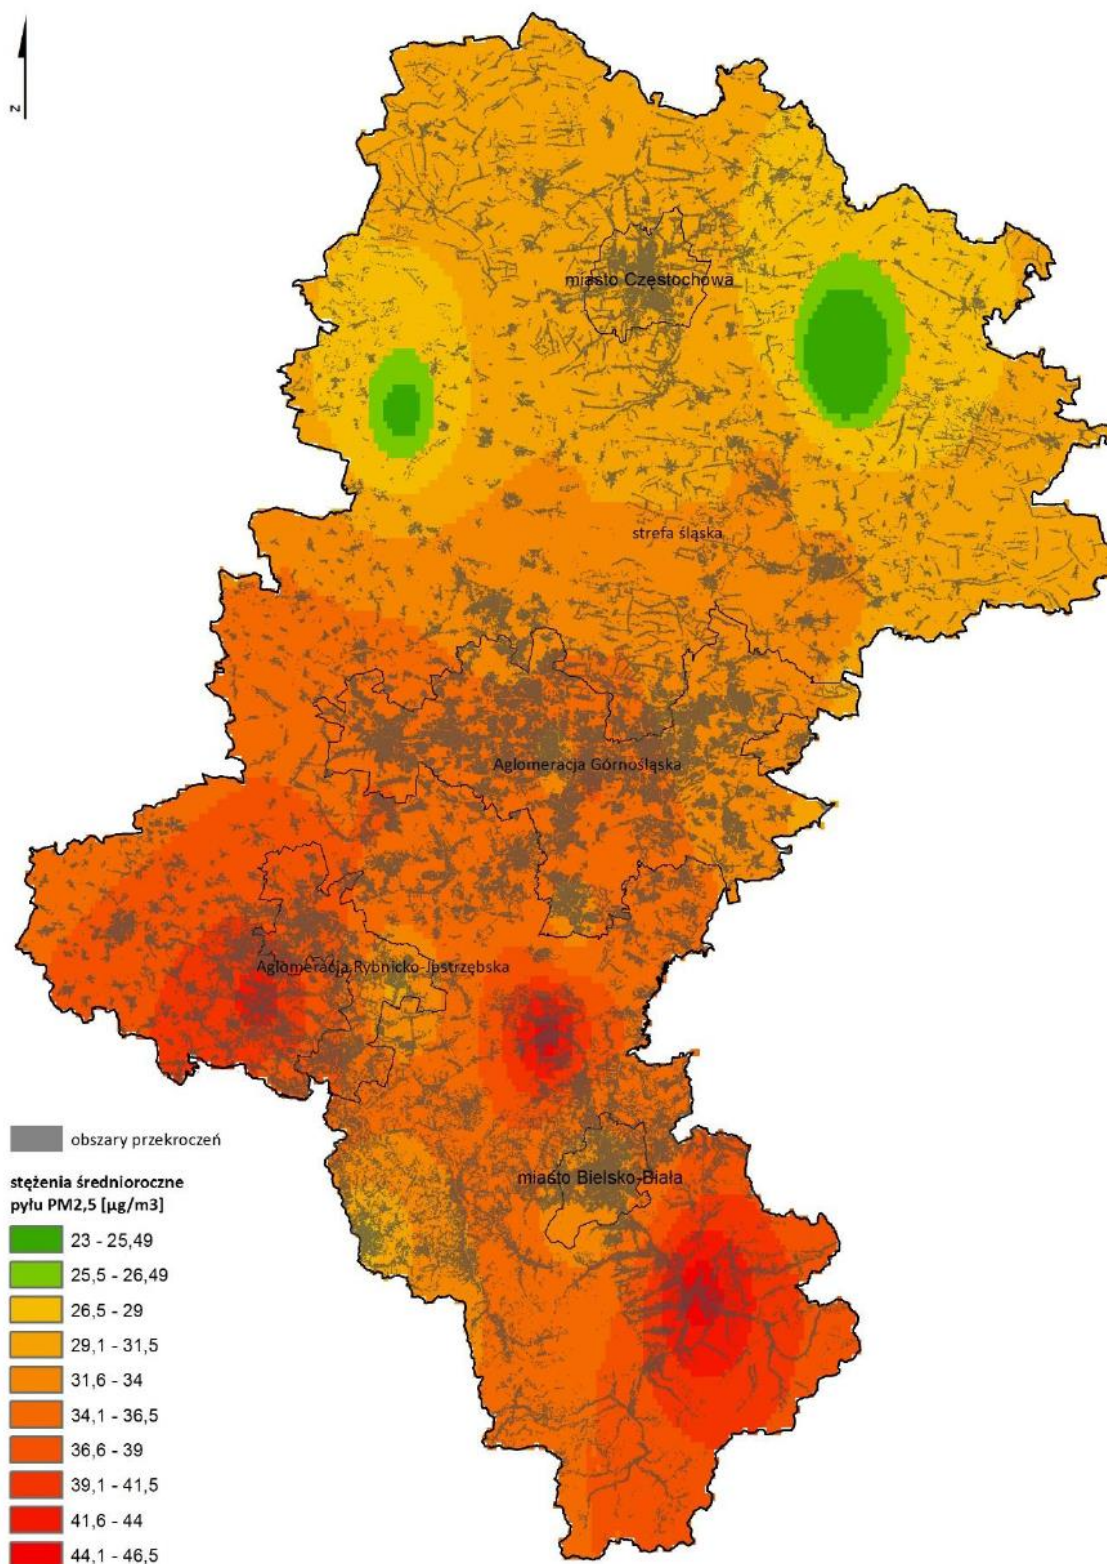 N
miasto Częstochowa
strefa śląska
Aglomeracja Górnośląska
Aglomeracja Rybnicko-Jastrzębska
miasto Bielsko-Biała
obszary przekroczeń
stężenia średnioroczne
pyłu PM2,5 [µg/m3]
23 - 25,49
25,5 - 26,49
26,5 - 29
29,1 - 31,5
31,6 - 34
34,1 - 36,5
36,6 - 39
39,1 - 41,5
41,6 - 44
44,1 - 46,5